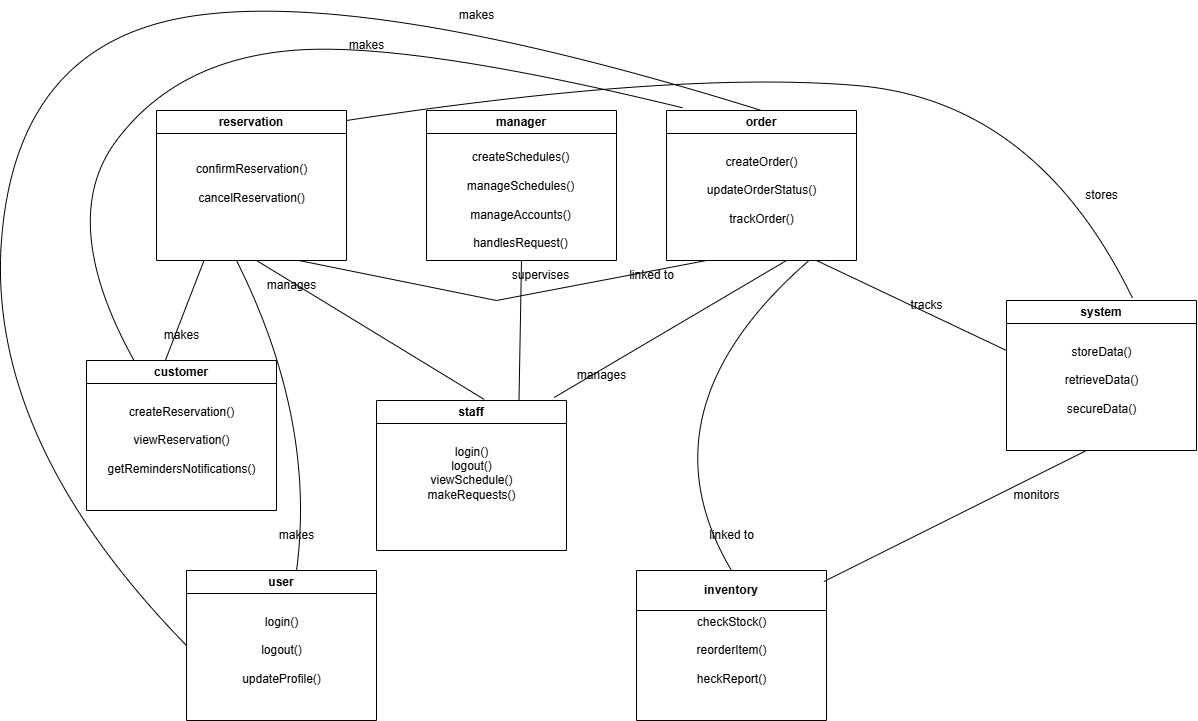 makes
makes
reservation
confirmReservation()
cancelReservation()
manager
createSchedules()
manageSchedules()
manageAccounts()
handlesRequest()
order
createOrder()
updateOrderStatus()
trackOrder()
stores
manages
supervises
linked to
tracks
makes
manages
system
storeData()
retrieveData()
secureData()
customer
createReservation()
viewReservation()
getRemindersNotifications()
staff
login()
logout()
viewSchedule()
makeRequests()
monitors
makes
linked to
user
login()
logout()
updateProfile()
inventory
checkStock()
reorderItem()
heckReport()